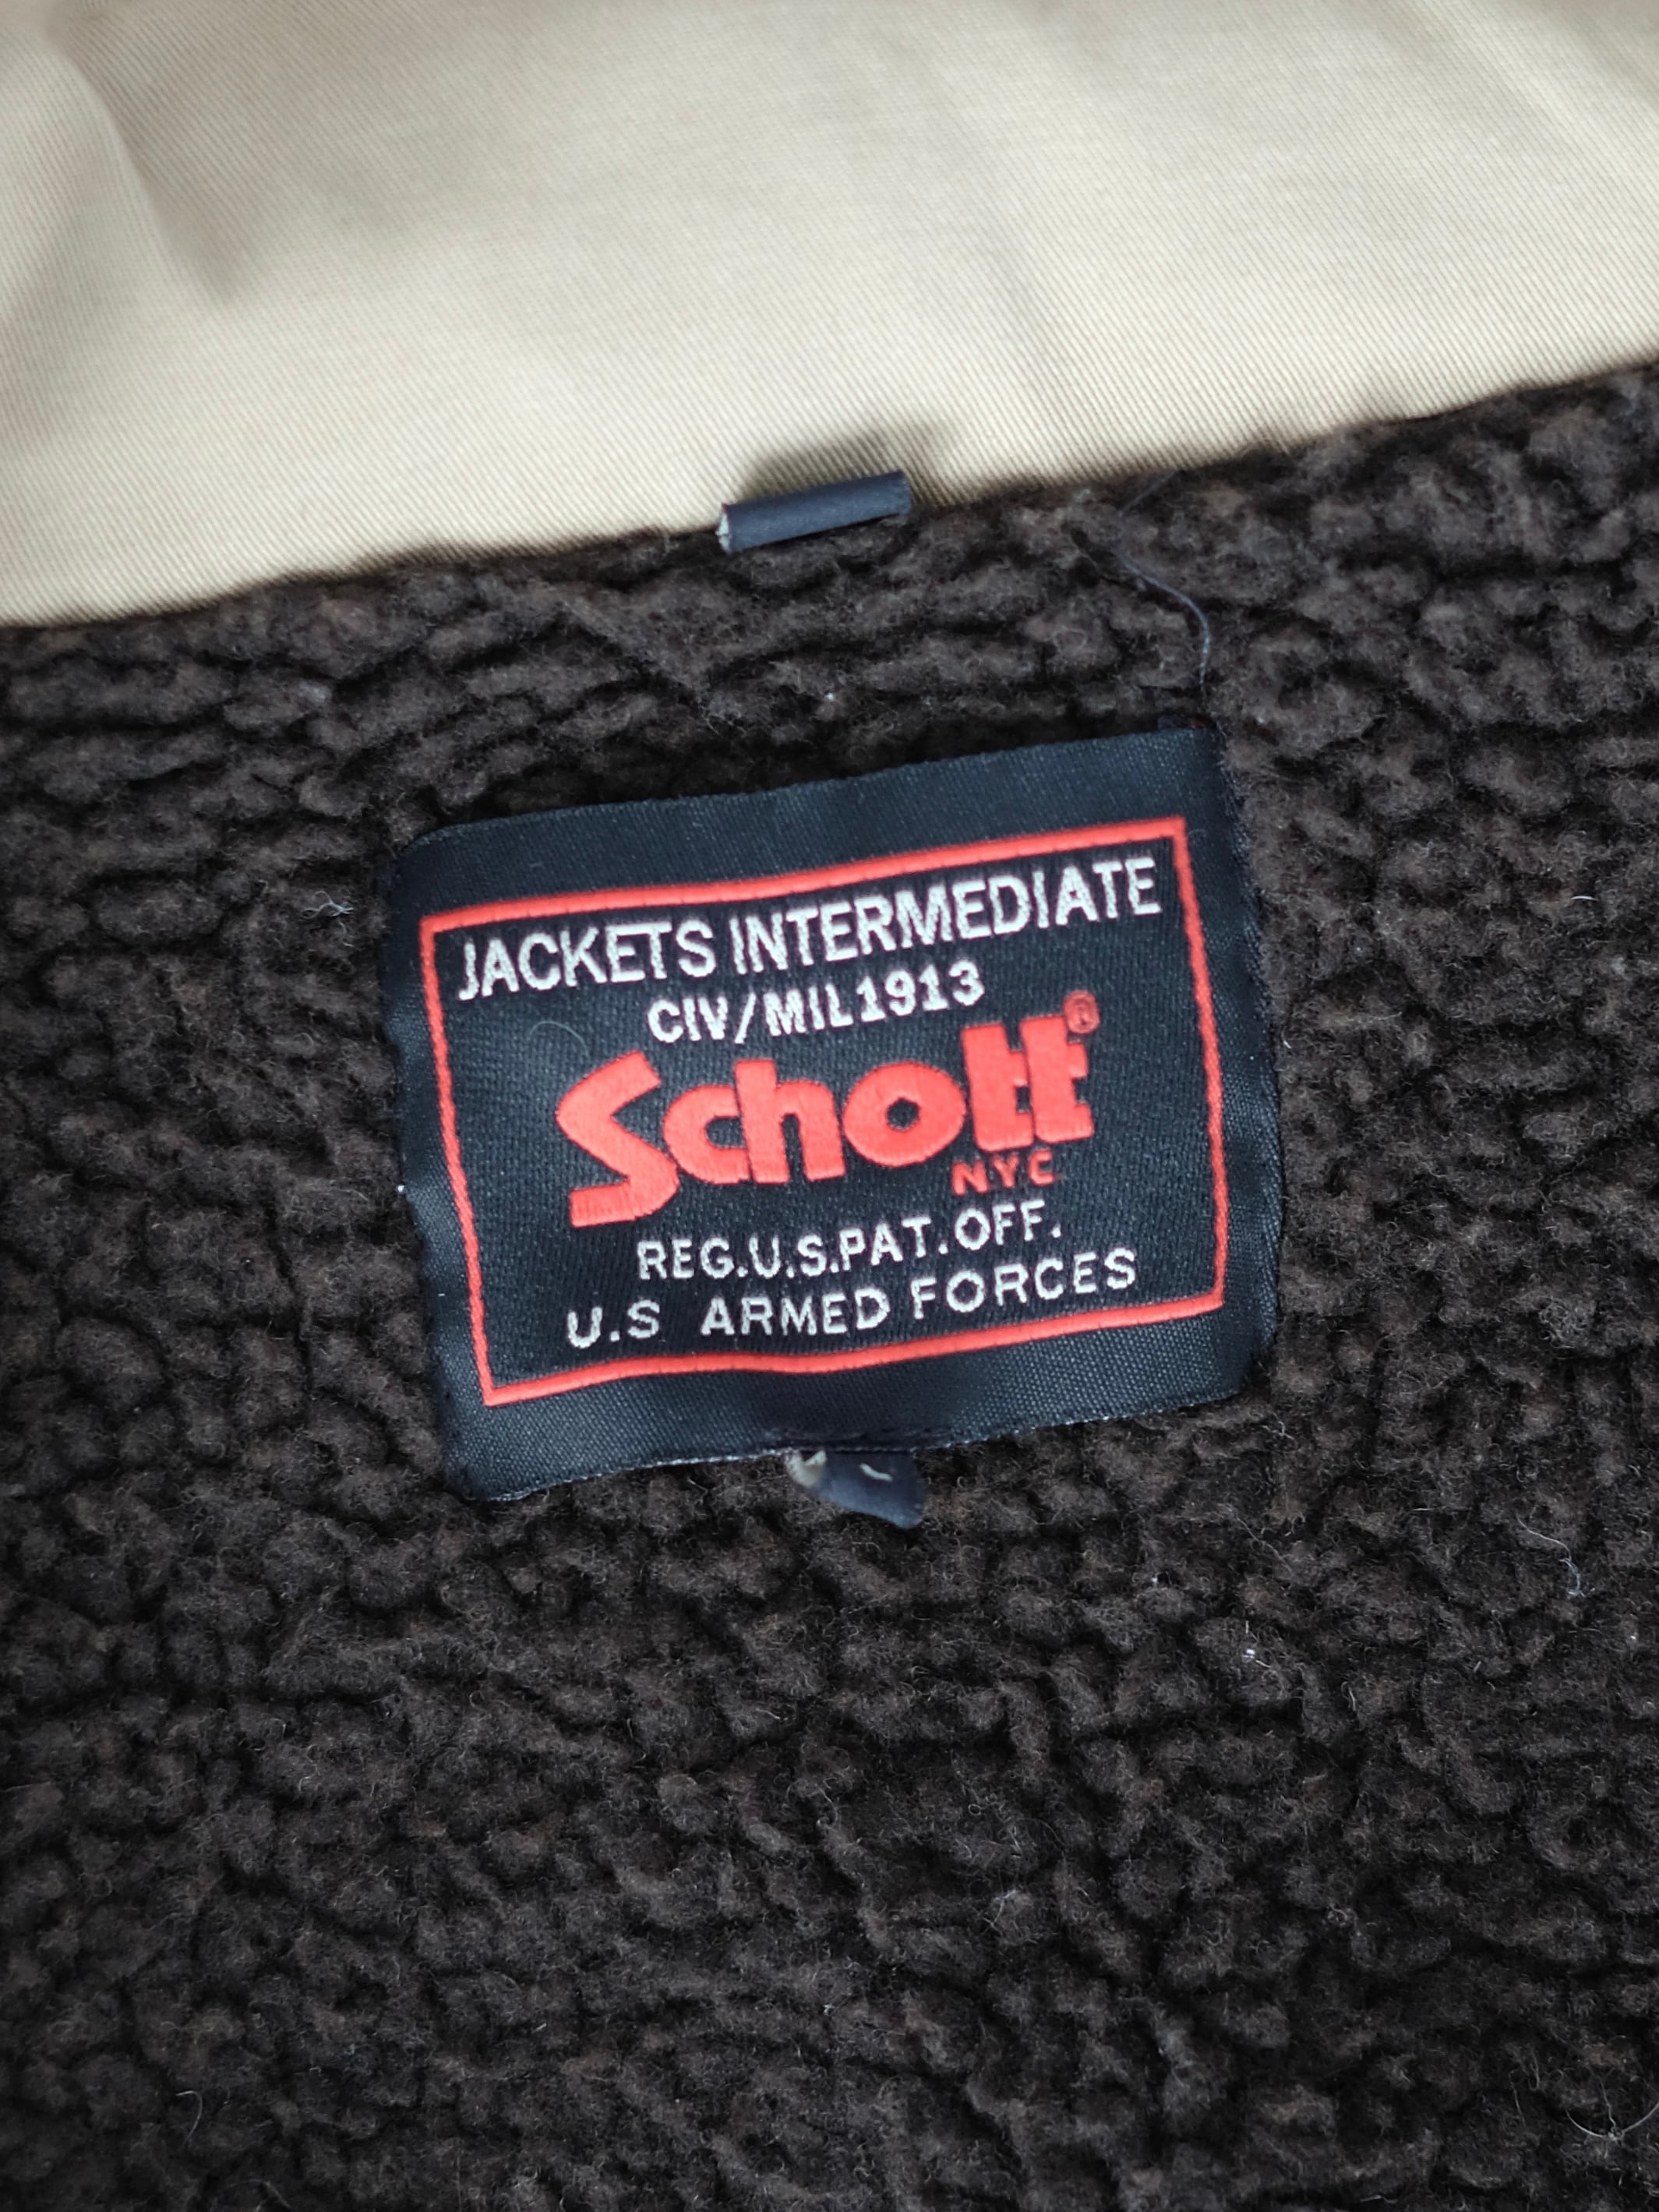 JACKETS INTERMEDIATE
CIV/MIL1913
Schott®
NYC
REG.U.S.PAT.OFF.
U.S ARMED FORCES